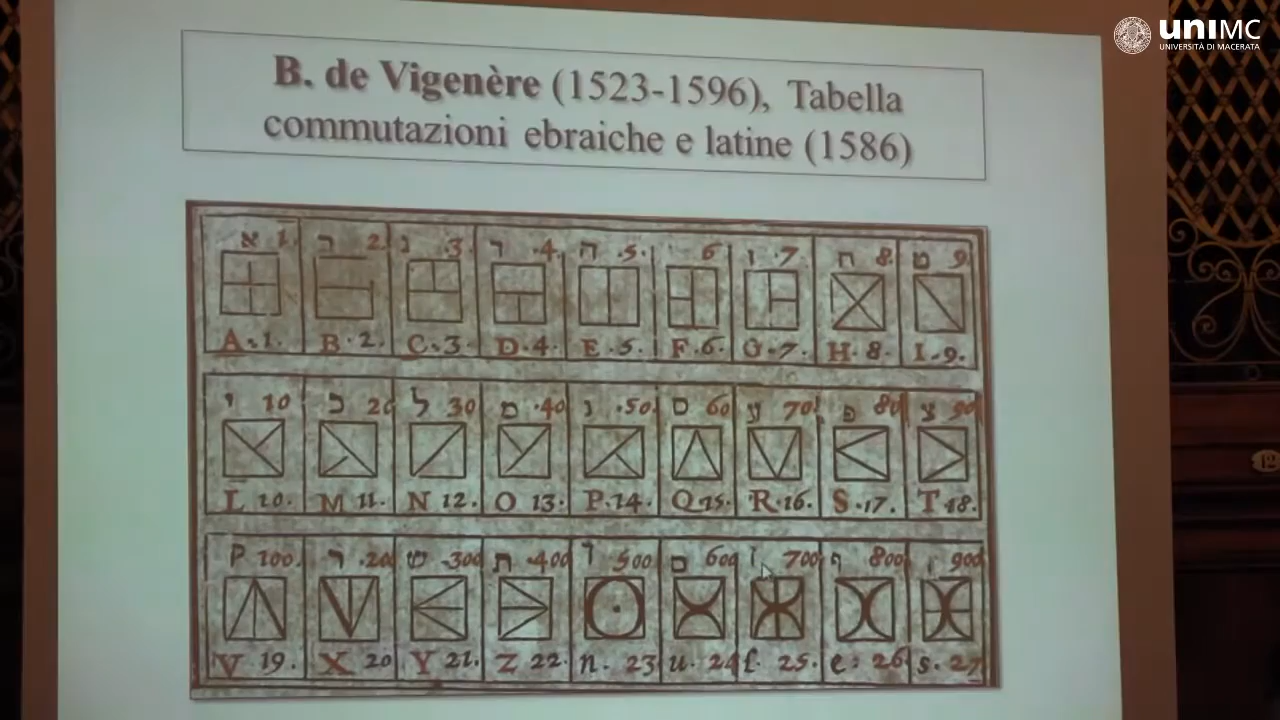 uniMC
UNIVERSITÀ DI MACERATA
B. de Vigenère (1523-1596), Tabella
commutazioni ebraiche e latine (1586)
א 1. ר 2. 3. ד .4. ה .5. 6 ו .7. ח 8. ט 9.
A. 1. B. 2. C. 3. D. 4. E. 5. F. 6. G. 7. H. 8. I. 9.
י 10 כ 20 ל 30 מ .40 נ .50. ס 60 ע 70. פ 80 צ 90
L 10. M 11. N 12. O 13. P. 14. Q 15. R. 16. S. 17. T 18.
ק 100. ר .200 ש .300 ת .400 ך 500 ם 600 ן 700 ף 800 ץ 900
V 19. X 20 Y 21. Z 22. n. 23 u. 24 ſ. 25. e: 26 s. 27
12